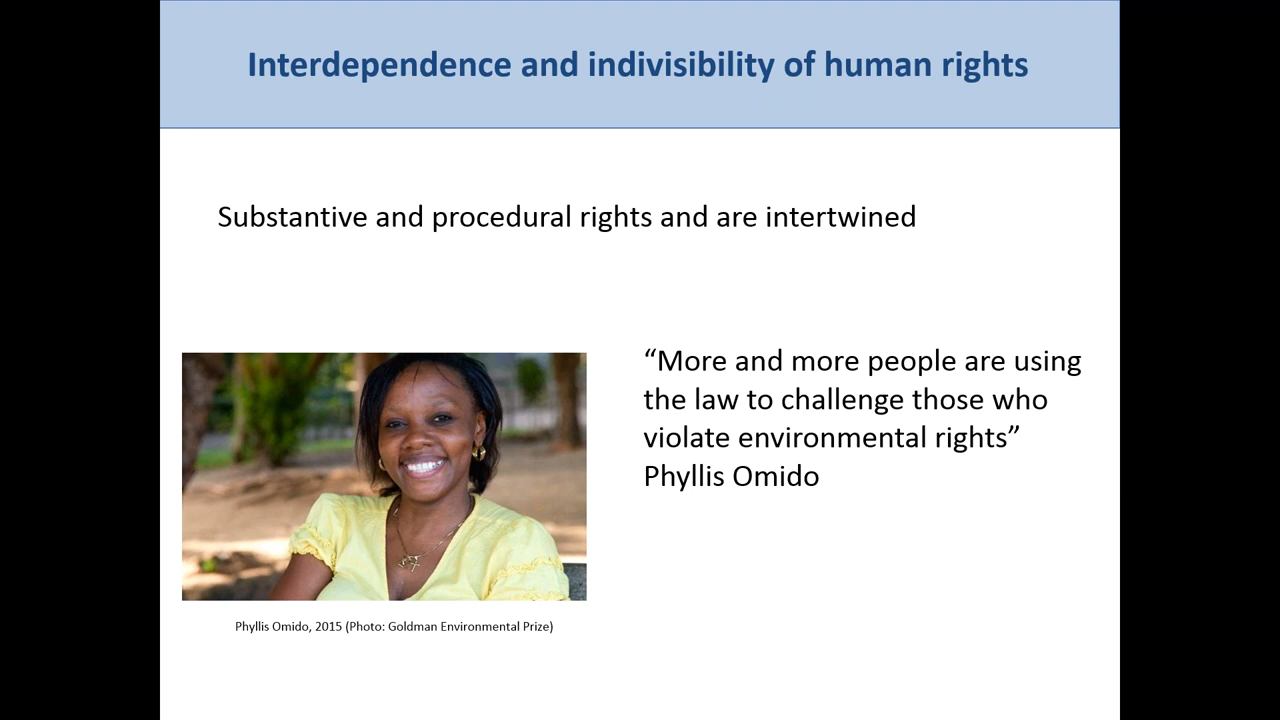 Interdependence and indivisibility of human rights
Substantive and procedural rights and are intertwined
“More and more people are using
the law to challenge those who
violate environmental rights”
Phyllis Omido
Phyllis Omido, 2015 (Photo: Goldman Environmental Prize)